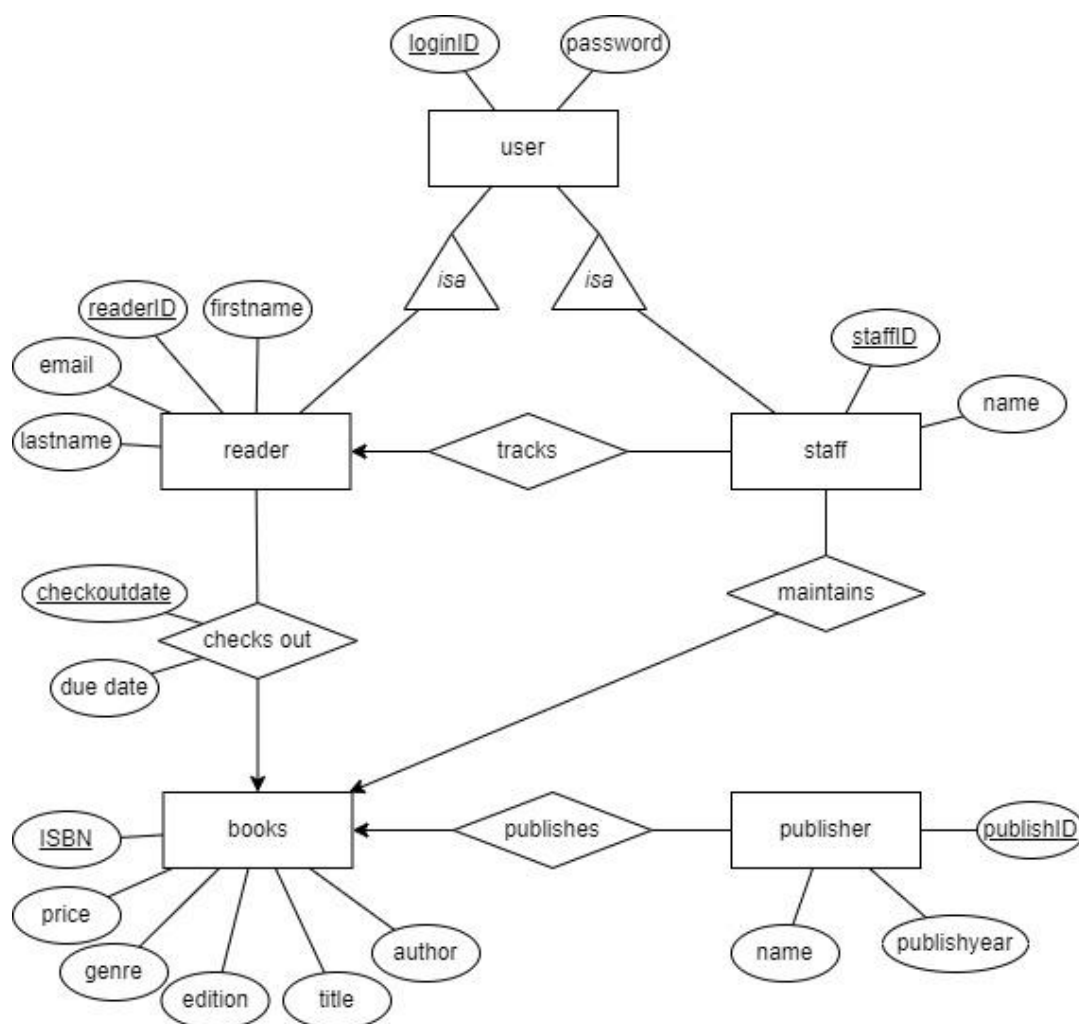 loginID
password
user
isa
isa
readerID
firstname
staffID
email
name
lastname
reader
tracks
staff
checkoutdate
maintains
checks out
due date
ISBN
books
publishes
publisher
publishID
price
author
genre
name
publishyear
edition
title